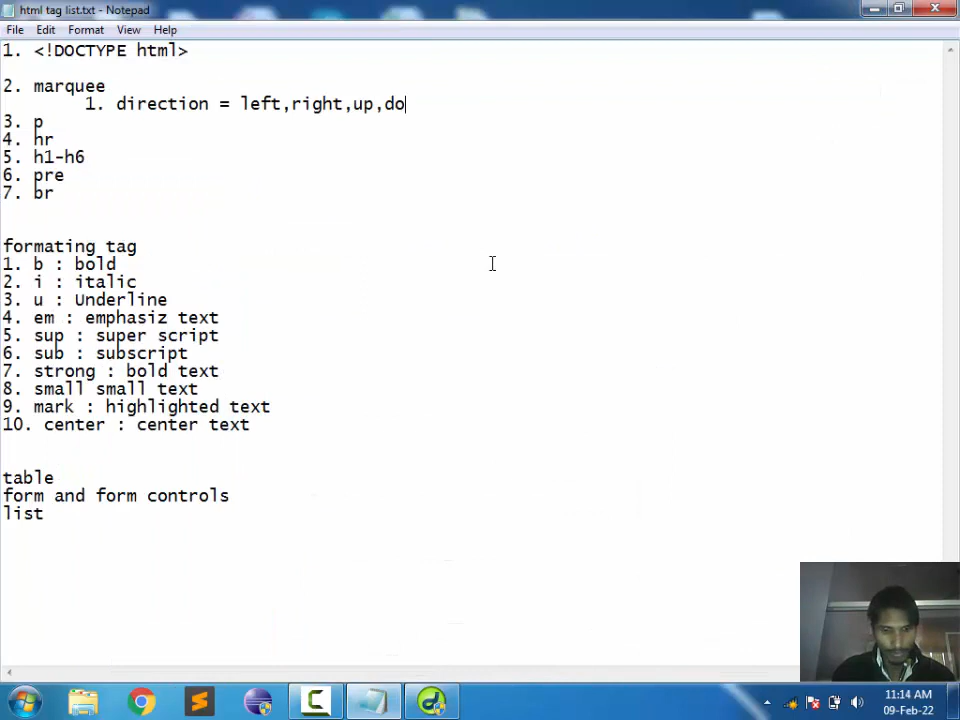 html tag list.txt - Notepad
File Edit Format View Help
1. <!DOCTYPE html>
2. marquee
1. direction = left,right,up,do
3. p
4. hr
5. h1-h6
6. pre
7. br
formating tag
1. b : bold
2. i : italic
3. u : Underline
4. em : emphasiz text
5. sup : super script
6. sub : subscript
7. strong : bold text
8. small small text
9. mark : highlighted text
10. center : center text
table
form and form controls
list
11:14 AM
09-Feb-22